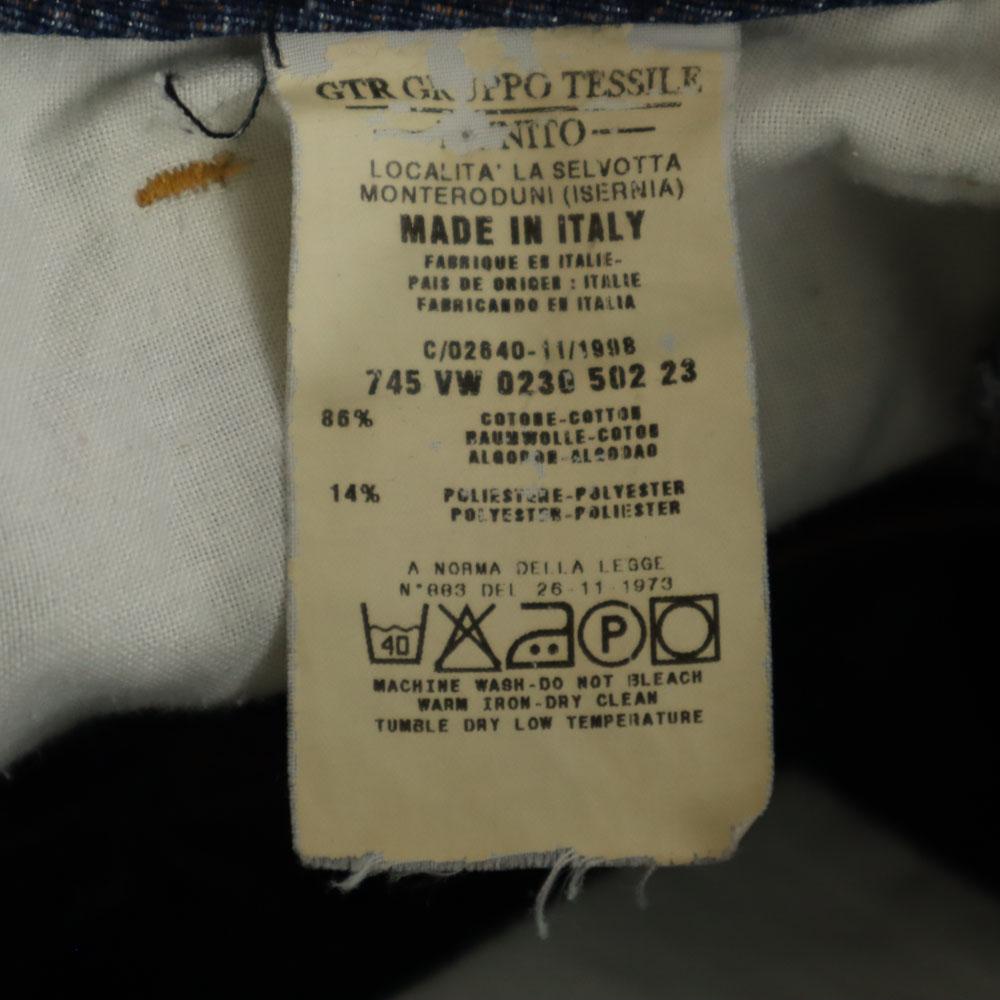 GTR GRUPPO TESSILE
LOCALITA' LA SELVOTTA
MONTERODUNI (ISERNIA)
MADE IN ITALY
FABRIQUE EN ITALIE-
PAIS DE ORIGEN : ITALIE
FABRICANDO EN ITALIA
C/02640-11/1998
745 VW 0230 502 23
86% COTONE-COTTON
BAUMWOLLE-COTON
ALGODON-ALGODAO
14% POLIESTERE-POLYESTER
POLYESTER-POLIESTER
A NORMA DELLA LEGGE
N°883 DEL 26-11-1973
40 P
MACHINE WASH-DO NOT BLEACH
WARM IRON-DRY CLEAN
TUMBLE DRY LOW TEMPERATURE